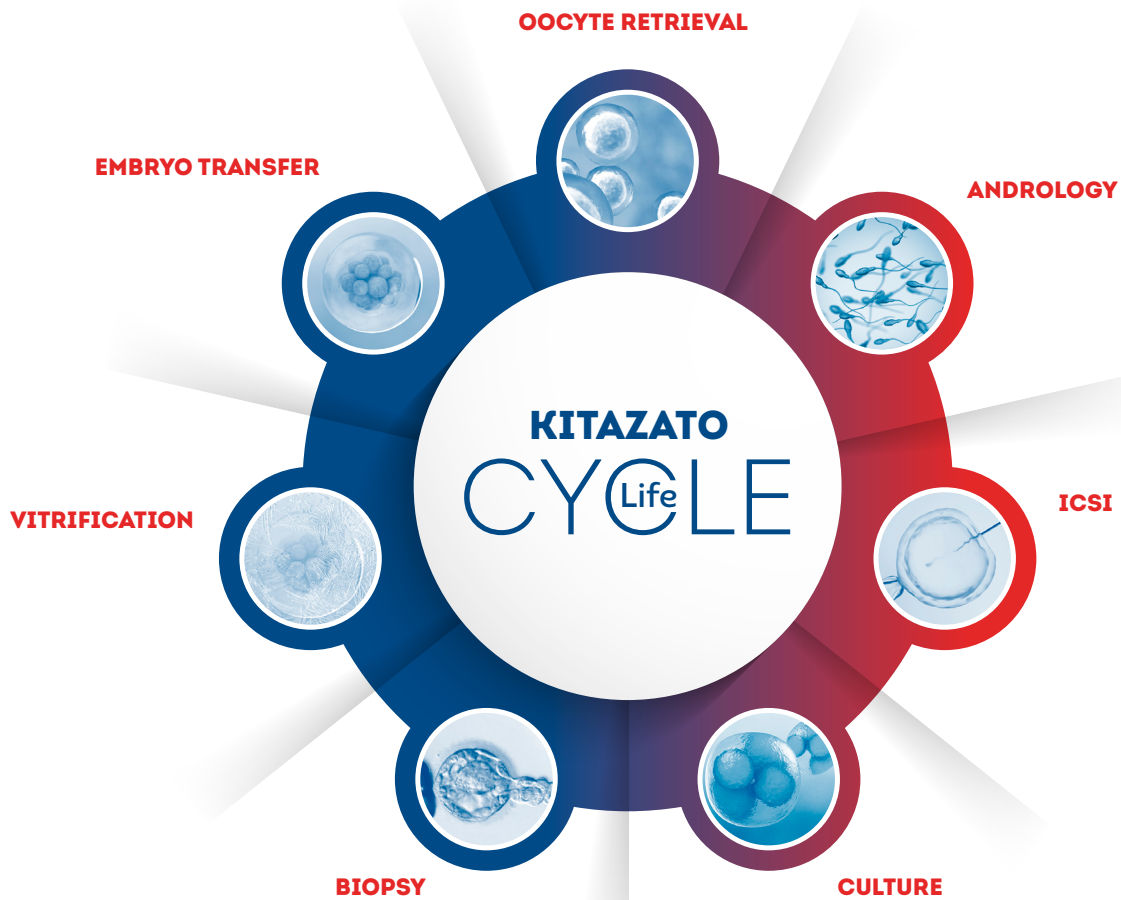 OOCYTE RETRIEVAL
EMBRYO TRANSFER
ANDROLOGY
KITAZATO
CYCLE
Life
VITRIFICATION
ICSI
BIOPSY
CULTURE